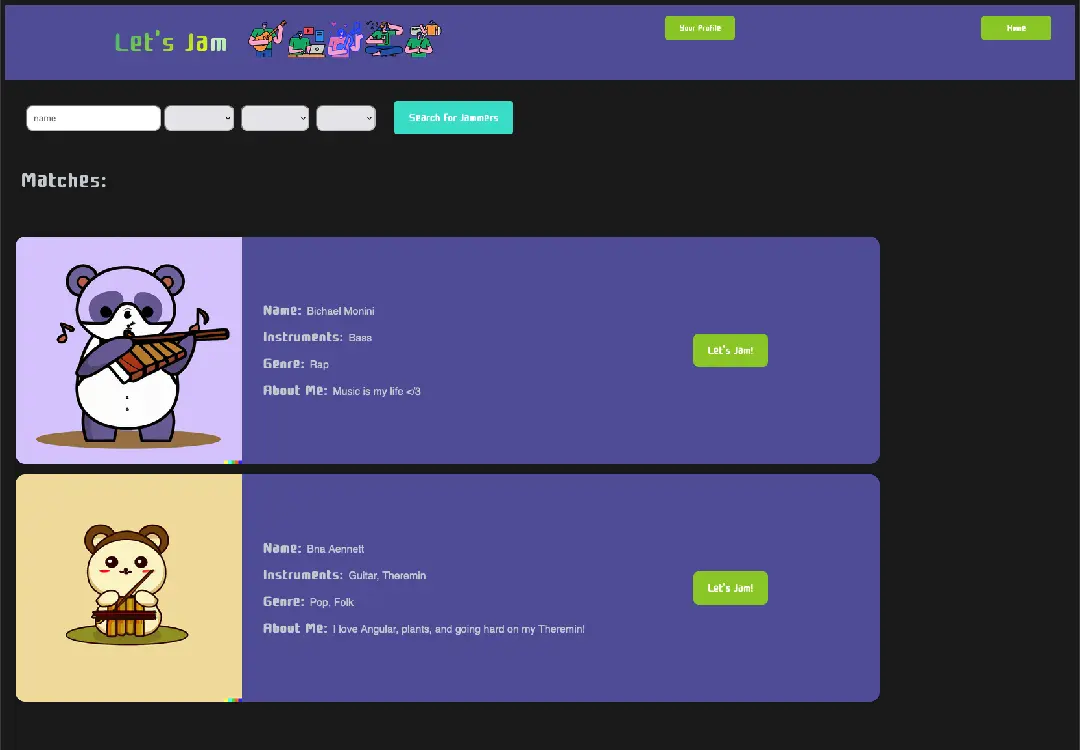 Let's Jam
Your Profile
Home
name
Search for Jammers
Matches:
Name: Bichael Monini
Instruments: Bass
Genre: Rap
About Me: Music is my life </3
Let's Jam!
Name: Bna Aennett
Instruments: Guitar, Theremin
Genre: Pop, Folk
About Me: I love Angular, plants, and going hard on my Theremin!
Let's Jam!